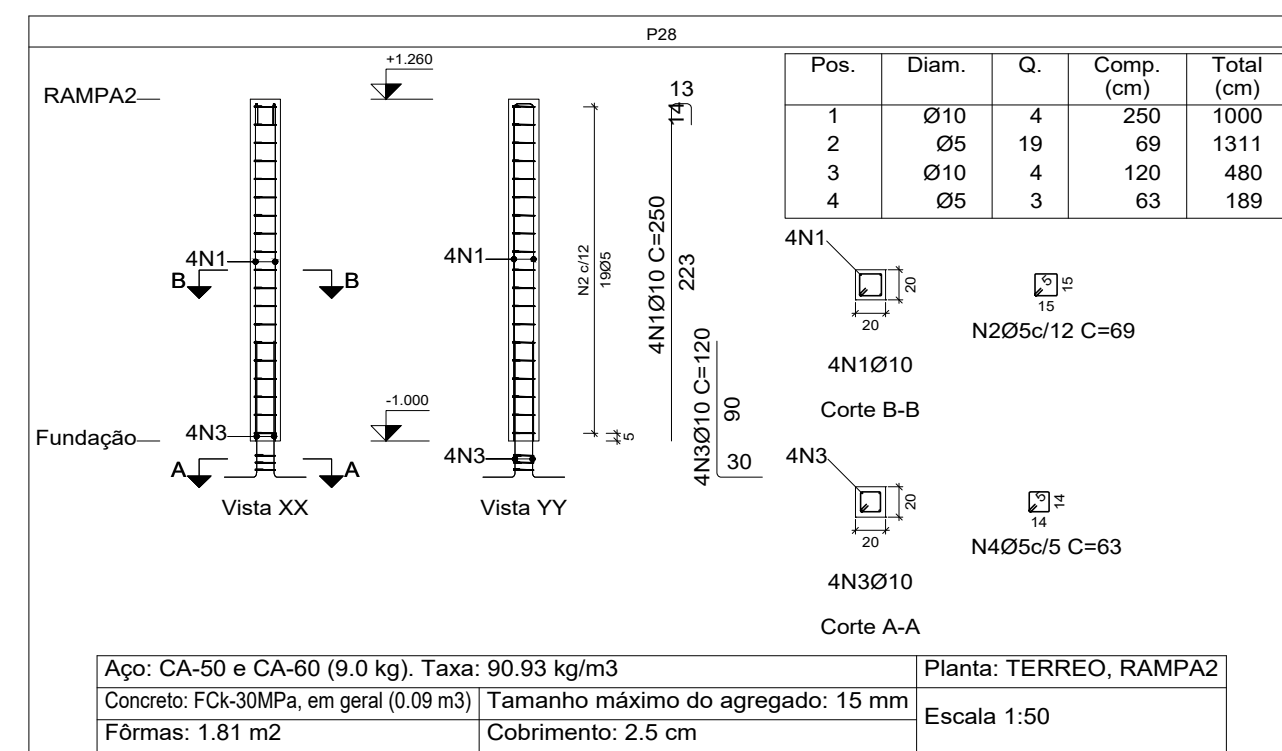 P28
RAMPA2
+1.260
4N1
B
B
-1.000
Fundação
4N3
A
A
Vista XX
4N1
N2 c/12
19Ø5
5
4N3
Vista YY
13
14
4N1Ø10 C=250
223
4N3Ø10 C=120
90
30
Pos. Diam. Q. Comp. (cm) Total (cm)
1 Ø10 4 250 1000
2 Ø5 19 69 1311
3 Ø10 4 120 480
4 Ø5 3 63 189
4N1
20
20
4N1Ø10
Corte B-B
5
15
15
N2Ø5c/12 C=69
4N3
20
20
4N3Ø10
Corte A-A
5
14
14
N4Ø5c/5 C=63
Aço: CA-50 e CA-60 (9.0 kg). Taxa: 90.93 kg/m3
Planta: TERREO, RAMPA2
Concreto: FCk-30MPa, em geral (0.09 m3)
Tamanho máximo do agregado: 15 mm
Escala 1:50
Fôrmas: 1.81 m2
Cobrimento: 2.5 cm